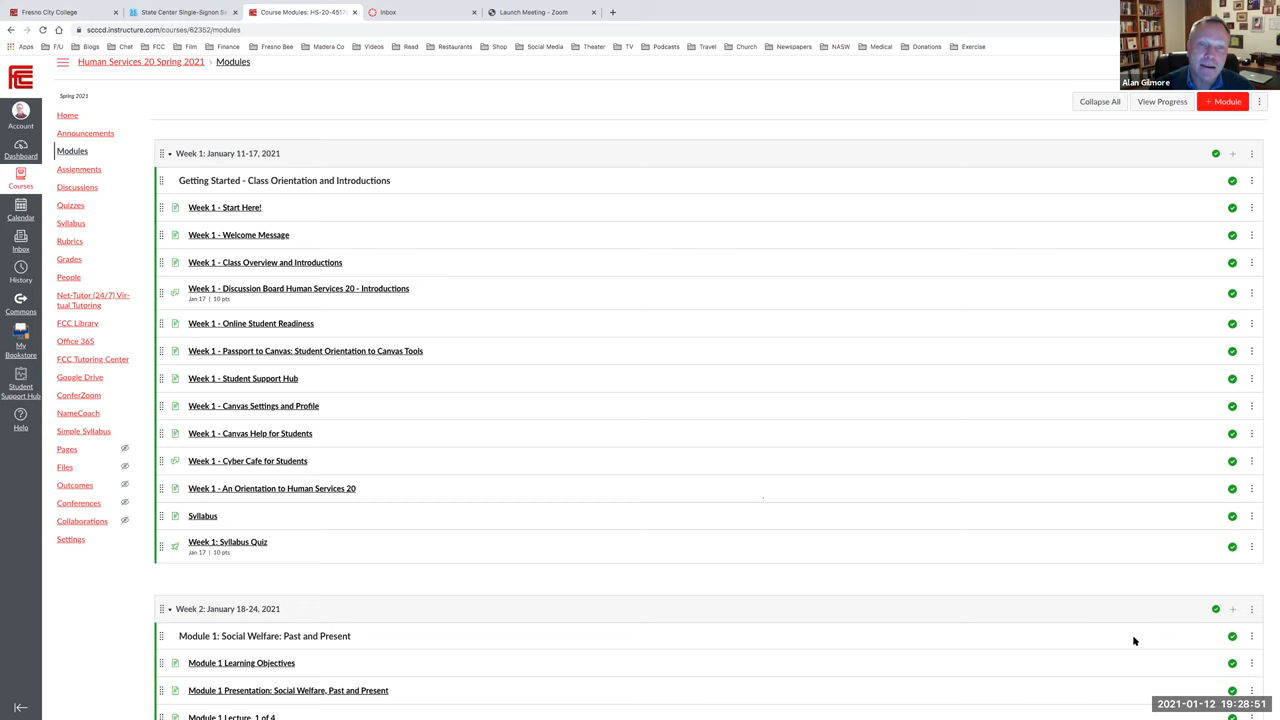 Fresno City College
State Center Single-Signon S
Course Modules: HS-20-4517
Inbox
Launch Meeting - Zoom
scccd.instructure.com/courses/62352/modules
Apps
F/U
Blogs
Chat
FCC
Film
Finance
Fresno Bee
Madera Co
Videos
Read
Restaurants
Shop
Social Media
Theater
TV
Podcasts
Travel
Church
Newspapers
NASW
Medical
Donations
Exercise
Human Services 20 Spring 2021 › Modules
Alan Gilmore
Spring 2021
Collapse All
View Progress
+ Module
Account
Dashboard
Courses
Calendar
Inbox
History
Commons
My
Bookstore
Student
Support Hub
Help
Home
Announcements
Modules
Assignments
Discussions
Quizzes
Syllabus
Rubrics
Grades
People
Net-Tutor (24/7) Vir-
tual Tutoring
FCC Library
Office 365
FCC Tutoring Center
Google Drive
ConferZoom
NameCoach
Simple Syllabus
Pages
Files
Outcomes
Conferences
Collaborations
Settings
Week 1: January 11-17, 2021
Getting Started - Class Orientation and Introductions
Week 1 - Start Here!
Week 1 - Welcome Message
Week 1 - Class Overview and Introductions
Week 1 - Discussion Board Human Services 20 - Introductions
Jan 17 | 10 pts
Week 1 - Online Student Readiness
Week 1 - Passport to Canvas: Student Orientation to Canvas Tools
Week 1 - Student Support Hub
Week 1 - Canvas Settings and Profile
Week 1 - Canvas Help for Students
Week 1 - Cyber Cafe for Students
Week 1 - An Orientation to Human Services 20
Syllabus
Week 1: Syllabus Quiz
Jan 17 | 10 pts
Week 2: January 18-24, 2021
Module 1: Social Welfare: Past and Present
Module 1 Learning Objectives
Module 1 Presentation: Social Welfare, Past and Present
Module 1 Lecture, 1 of 4
2021-01-12 19:28:51